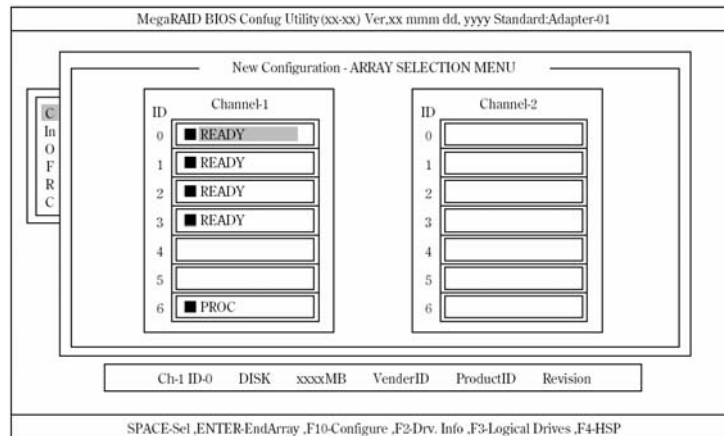 MegaRAID BIOS Confug Utility(xx-xx) Ver,xx mmm dd, yyyy Standard:Adapter-01
New Configuration - ARRAY SELECTION MENU
C
In
O
F
R
C
ID Channel-1
0 READY
1 READY
2 READY
3 READY
4
5
6 PROC
ID Channel-2
0
1
2
3
4
5
6
Ch-1 ID-0 DISK xxxxMB VenderID ProductID Revision
SPACE-Sel ,ENTER-EndArray ,F10-Configure ,F2-Drv. Info ,F3-Logical Drives ,F4-HSP